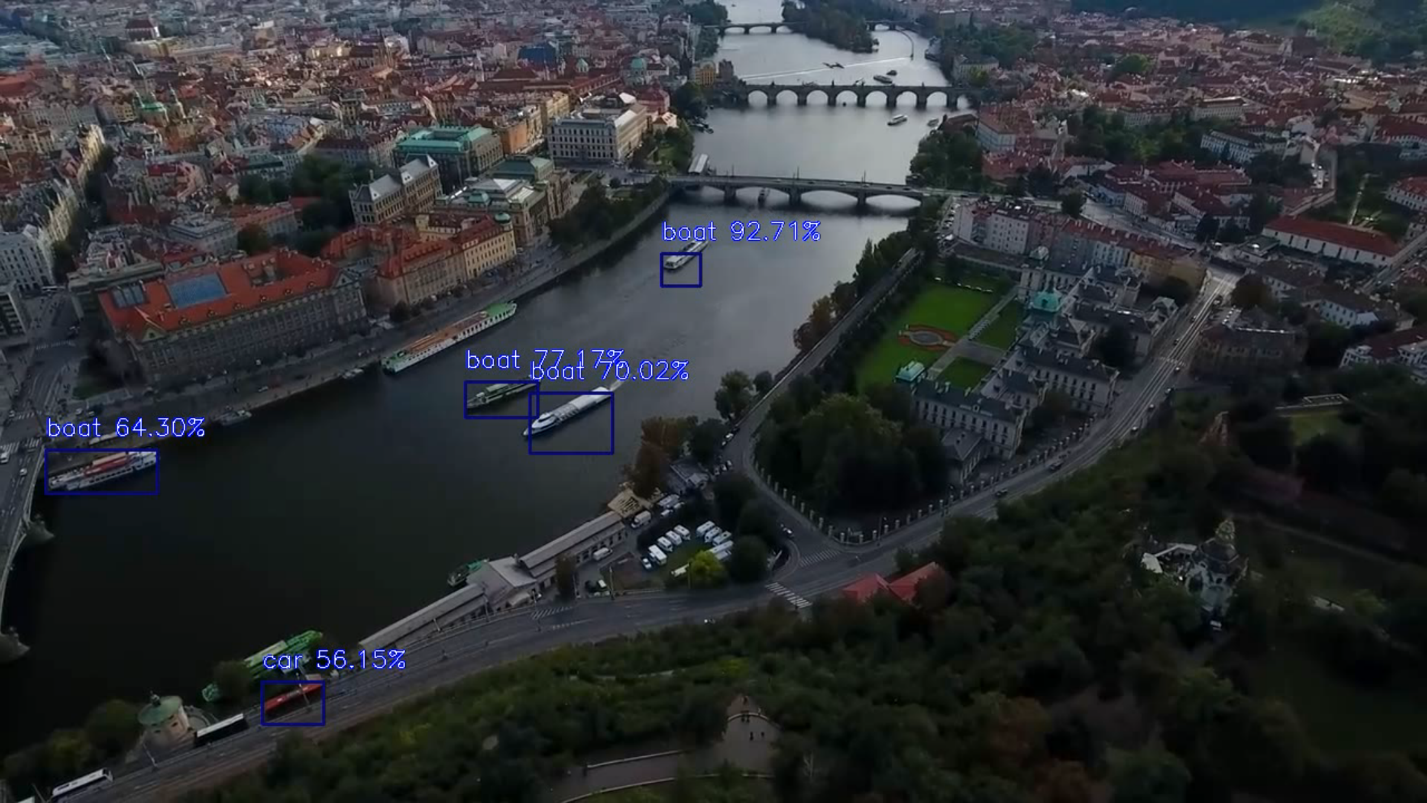 boat 92.71%
boat 77.17%
boat 70.02%
boat 64.30%
car 56.15%